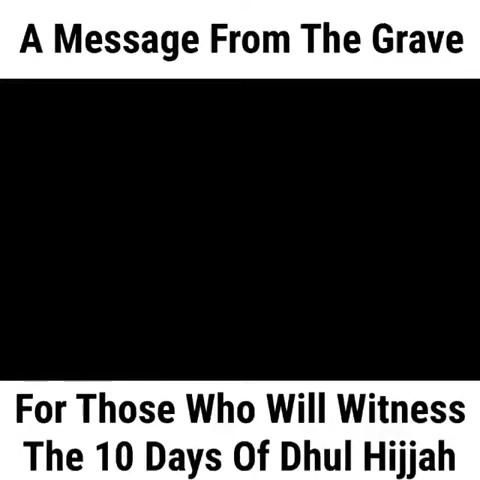 A Message From The Grave
For Those Who Will Witness
The 10 Days Of Dhul Hijjah